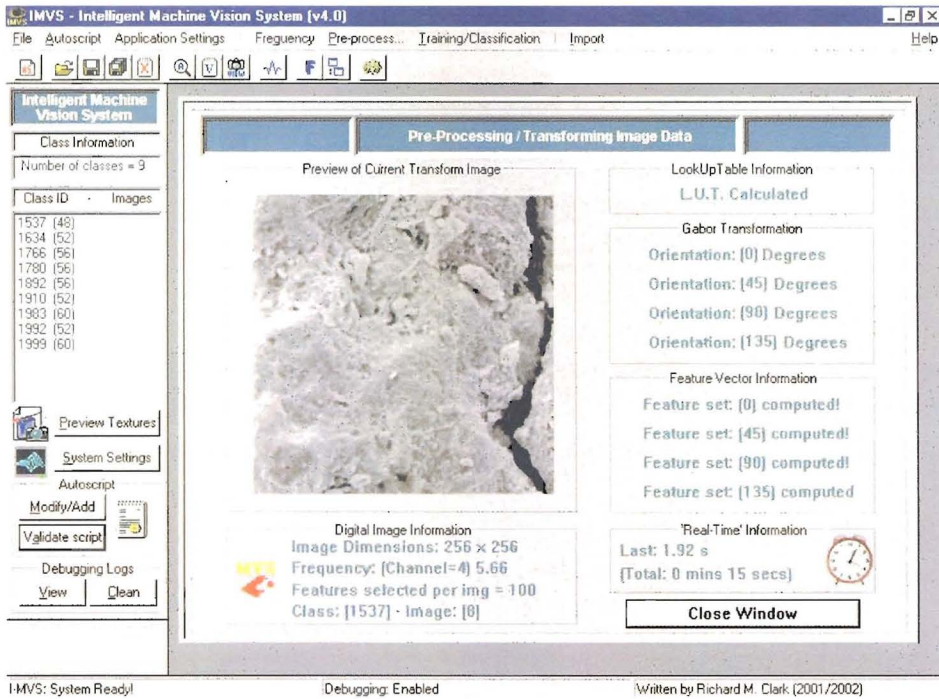 IMVS - Intelligent Machine Vision System (v4.0)
File Autoscript Application Settings Freguency Pre-process... Training/Classification Import Help
Intelligent Machine
Vision System
Class Information
Number of classes = 9
Class ID · Images
1537 (48)
1634 (52)
1766 (56)
1780 (56)
1892 (56)
1910 (52)
1983 (60)
1992 (52)
1999 (60)
Preview Textures
System Settings
Autoscript
Modify/Add
Validate script
Debugging Logs
View Clean
Pre-Processing / Transforming Image Data
Preview of Current Transform Image
LookUpTable Information
L.U.T. Calculated
Gabor Transformation
Orientation: (0) Degrees
Orientation: (45) Degrees
Orientation: (90) Degrees
Orientation: (135) Degrees
Feature Vector Information
Feature set: (0) computed!
Feature set: (45) computed!
Feature set: (90) computed!
Feature set: (135) computed
Digital Image Information
MVS
Image Dimensions: 256 x 256
Frequency: (Channel=4) 5.66
Features selected per img = 100
Class: [1537] - Image: [8]
'Real-Time' Information
Last: 1.92 s
(Total: 0 mins 15 secs)
Close Window
I-MVS: System Ready!
Debugging: Enabled
Written by Richard M. Clark (2001/2002)